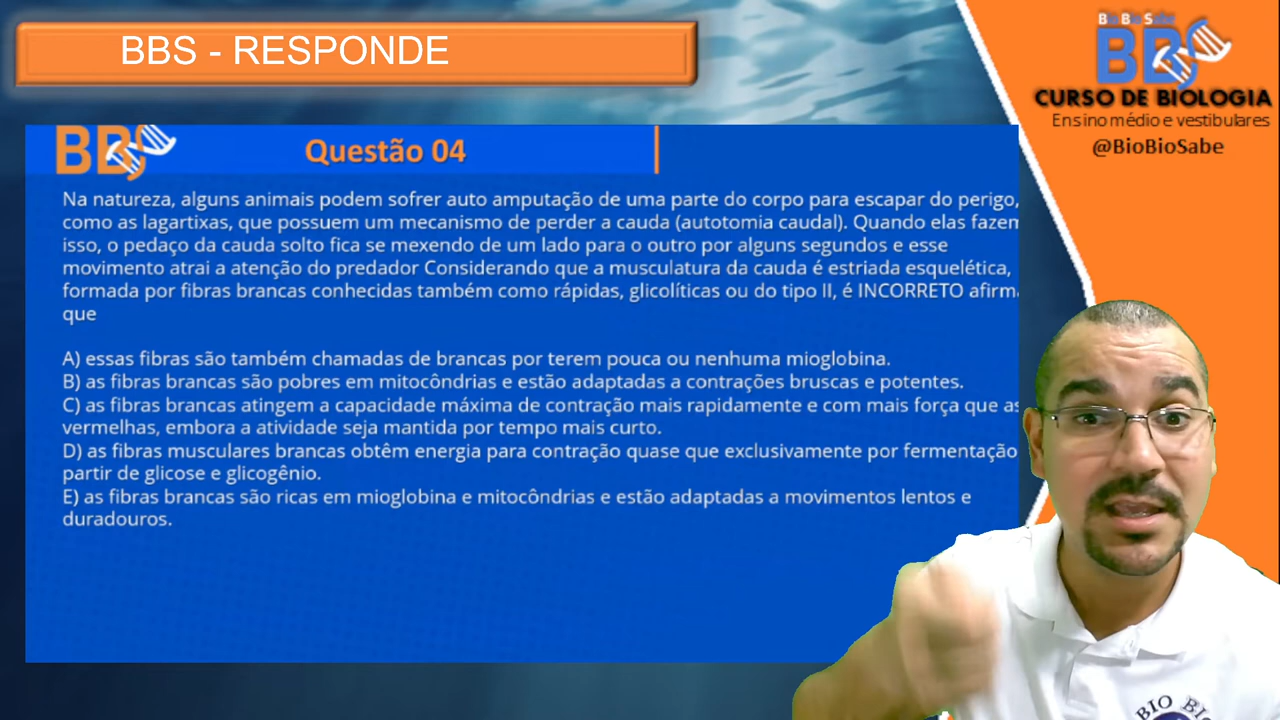 BBS - RESPONDE
Bio Bio Sabe
BBS
CURSO DE BIOLOGIA
Ensino médio e vestibulares
@BioBioSabe
BBS
Questão 04
Na natureza, alguns animais podem sofrer auto amputação de uma parte do corpo para escapar do perigo,
como as lagartixas, que possuem um mecanismo de perder a cauda (autotomia caudal). Quando elas fazem
isso, o pedaço da cauda solto fica se mexendo de um lado para o outro por alguns segundos e esse
movimento atrai a atenção do predador Considerando que a musculatura da cauda é estriada esquelética,
formada por fibras brancas conhecidas também como rápidas, glicolíticas ou do tipo II, é INCORRETO afirma
que
A) essas fibras são também chamadas de brancas por terem pouca ou nenhuma mioglobina.
B) as fibras brancas são pobres em mitocôndrias e estão adaptadas a contrações bruscas e potentes.
C) as fibras brancas atingem a capacidade máxima de contração mais rapidamente e com mais força que as
vermelhas, embora a atividade seja mantida por tempo mais curto.
D) as fibras musculares brancas obtêm energia para contração quase que exclusivamente por fermentação
partir de glicose e glicogênio.
E) as fibras brancas são ricas em mioglobina e mitocôndrias e estão adaptadas a movimentos lentos e
duradouros.
BIO BI